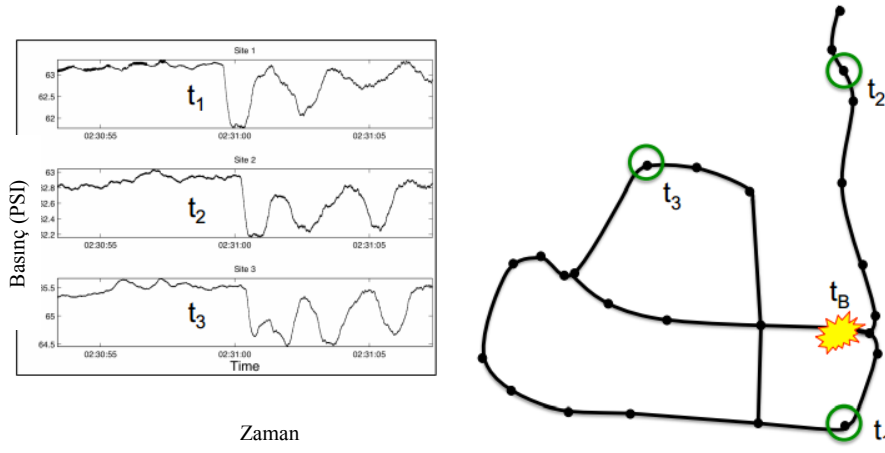 Site 1
63
62.5
62
t1
02:30:55
02:31:00
02:31:05
Site 2
63
t2
02:30:55
02:31:00
02:31:05
Site 3
65
64.5
t3
02:30:55
02:31:00
02:31:05
Time
Basınç (PSI)
Zaman
t2
t3
tB